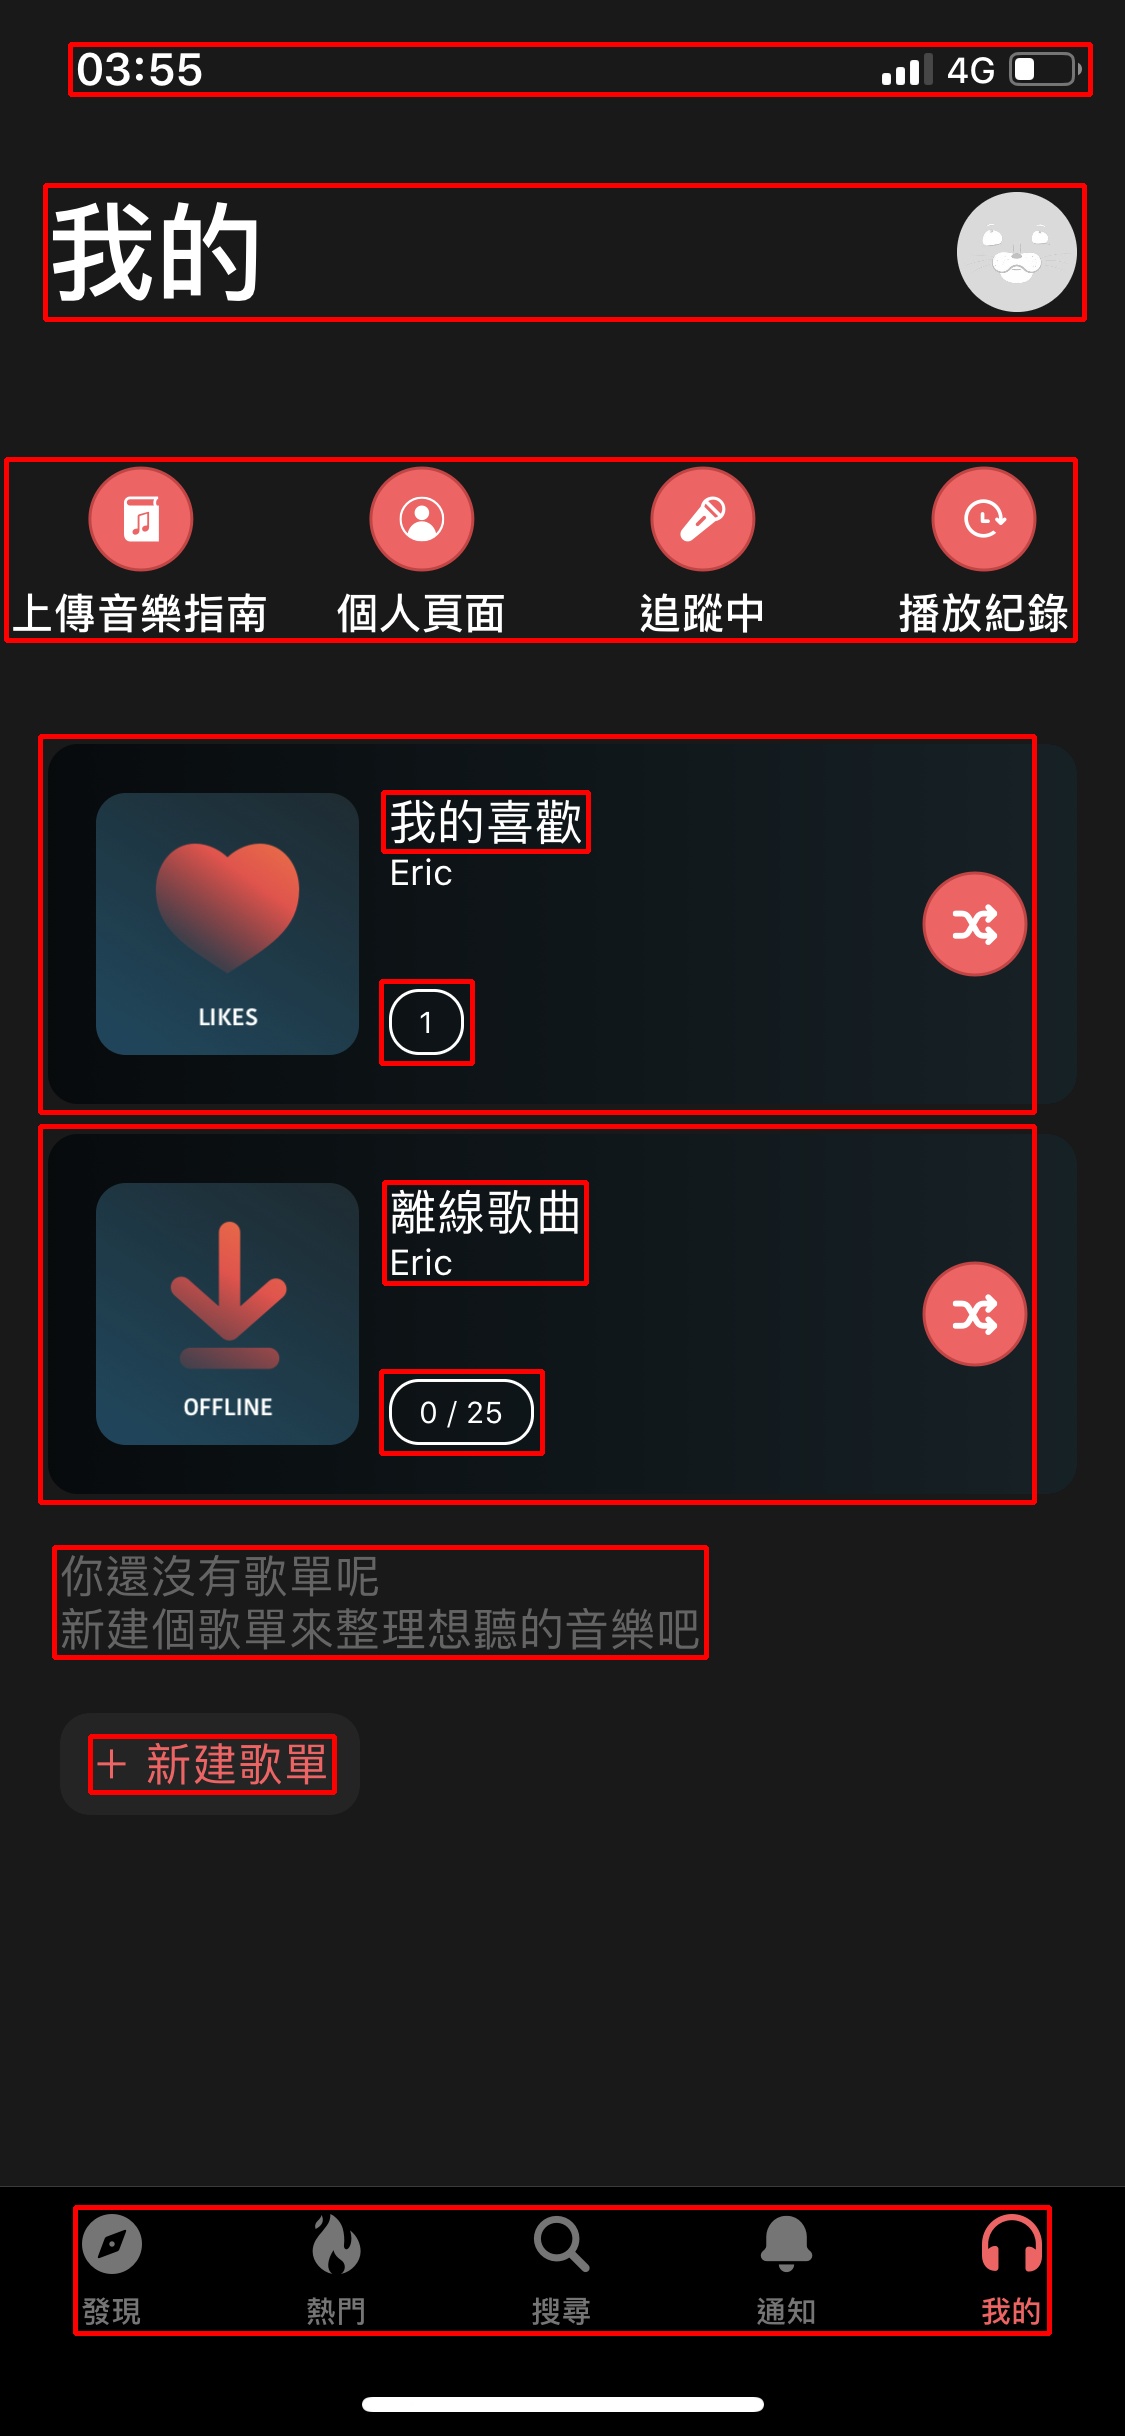 03:55 4G
我的
上傳音樂指南 個人頁面 追蹤中 播放紀錄
我的喜歡
Eric
1
LIKES
離線歌曲
Eric
0 / 25
OFFLINE
你還沒有歌單呢
新建個歌單來整理想聽的音樂吧
+ 新建歌單
發現 熱門 搜尋 通知 我的